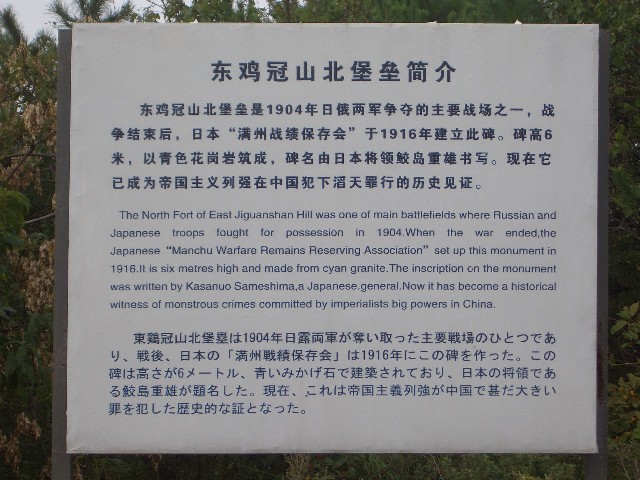 东鸡冠山北堡垒简介
东鸡冠山北堡垒是1904年日俄两军争夺的主要战场之一，战
争结束后，日本“满州战绩保存会”于1916年建立此碑。碑高6
米，以青色花岗岩筑成，碑名由日本将领鲛岛重雄书写。现在它
已成为帝国主义列强在中国犯下滔天罪行的历史见证。
The North Fort of East Jiguanshan Hill was one of main battlefields where Russian and
Japanese troops fought for possession in 1904.When the war ended,the
Japanese “Manchu Warfare Remains Reserving Association” set up this monument in
1916.It is six metres high and made from cyan granite.The inscription on the monument
was written by Kasanuo Sameshima,a Japanese.general.Now it has become a historical
witness of monstrous crimes committed by imperialists big powers in China.
東鶏冠山北堡塁は1904年日露両軍が奪い取った主要戦場のひとつであ
り、戦後、日本の「満州戦績保存会」は1916年にこの碑を作った。この
碑は高さが6メートル、青いみかげ石で建築されており、日本の将領であ
る鮫島重雄が題名した。現在、これは帝国主義列強が中国で甚だ大きい
罪を犯した歴史的な証となった。